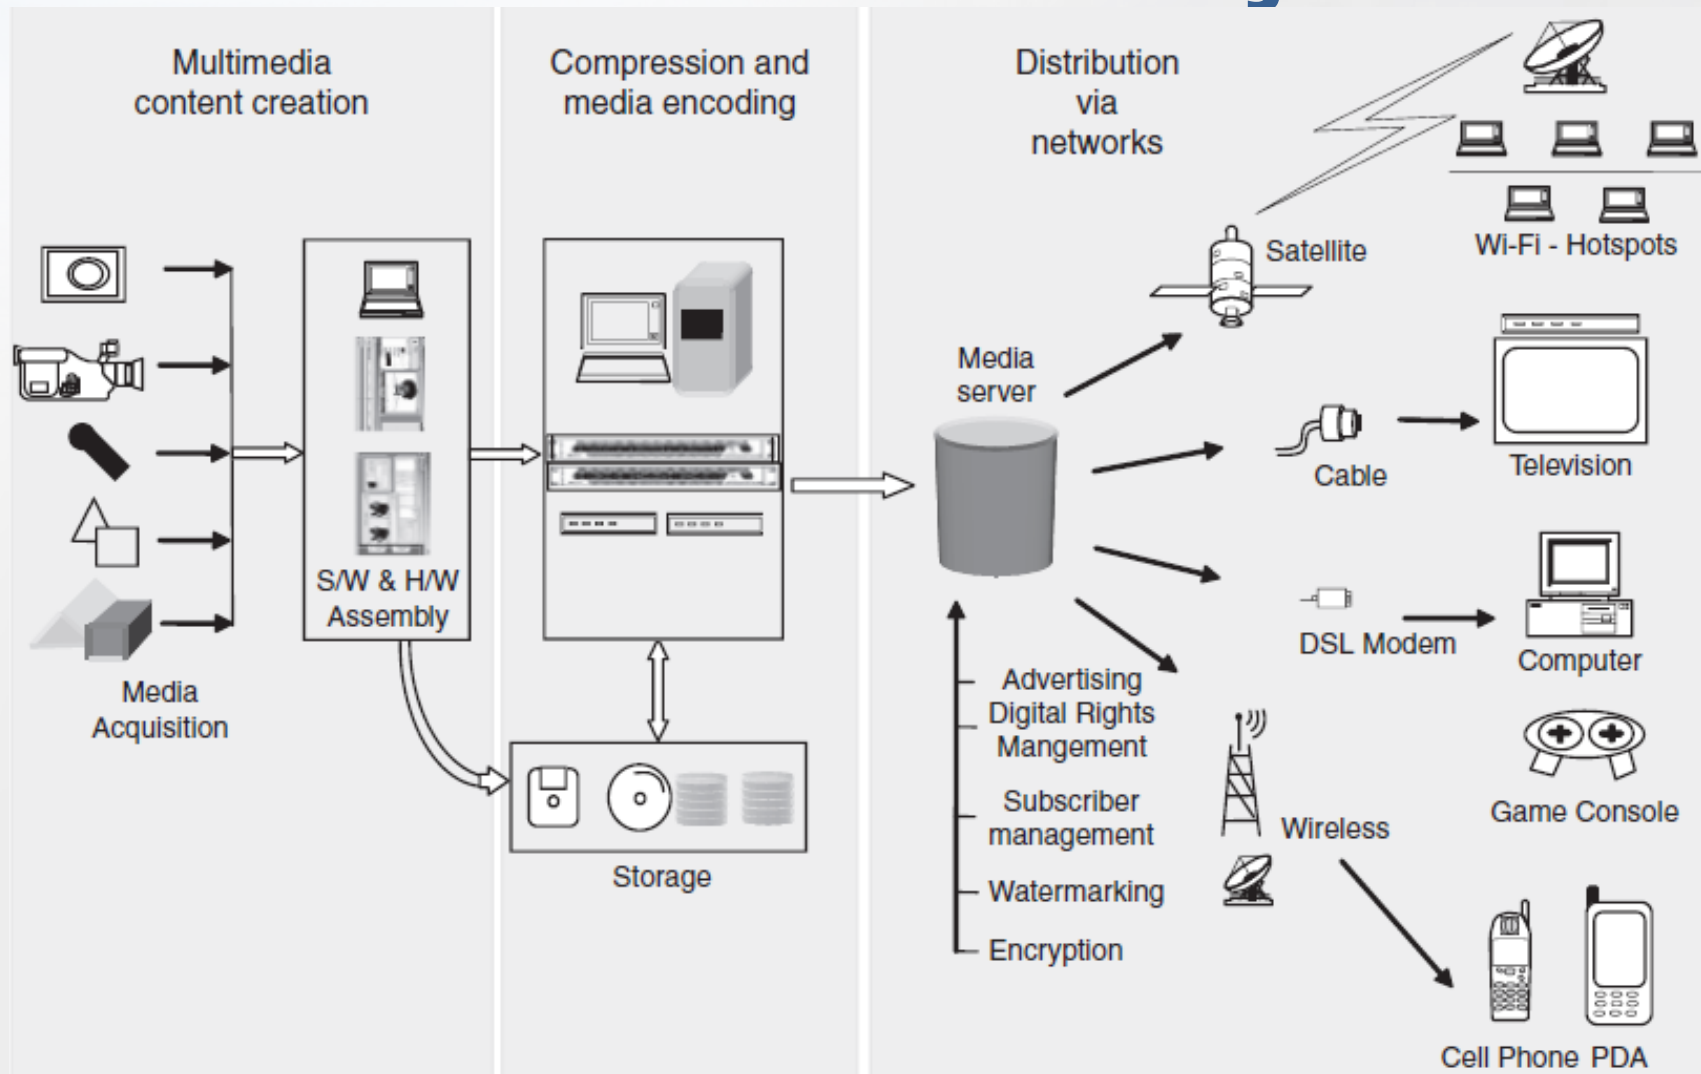 Multimedia
content creation
Compression and
media encoding
Distribution
via
networks
Satellite
Wi-Fi - Hotspots
Media
server
Cable
Television
S/W & H/W
Assembly
DSL Modem
Computer
Media
Acquisition
Advertising
Digital Rights
Mangement
Subscriber
management
Wireless
Game Console
Storage
Watermarking
Encryption
Cell Phone PDA